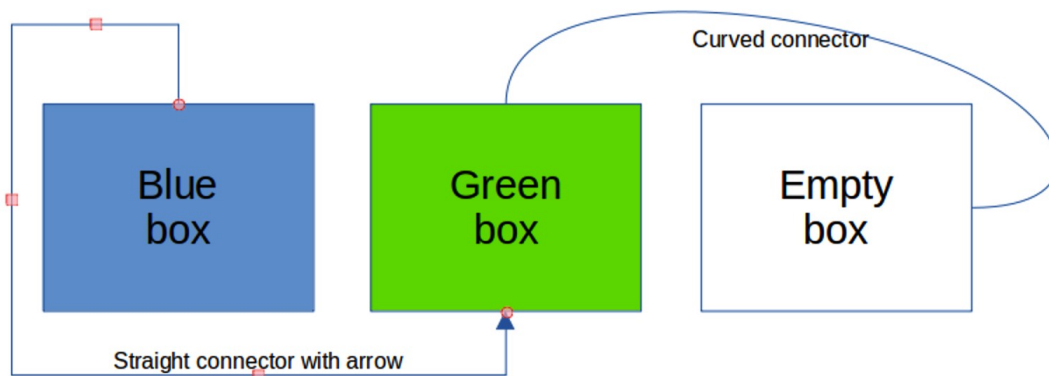 Curved connector
Blue
box
Green
box
Empty
box
Straight connector with arrow